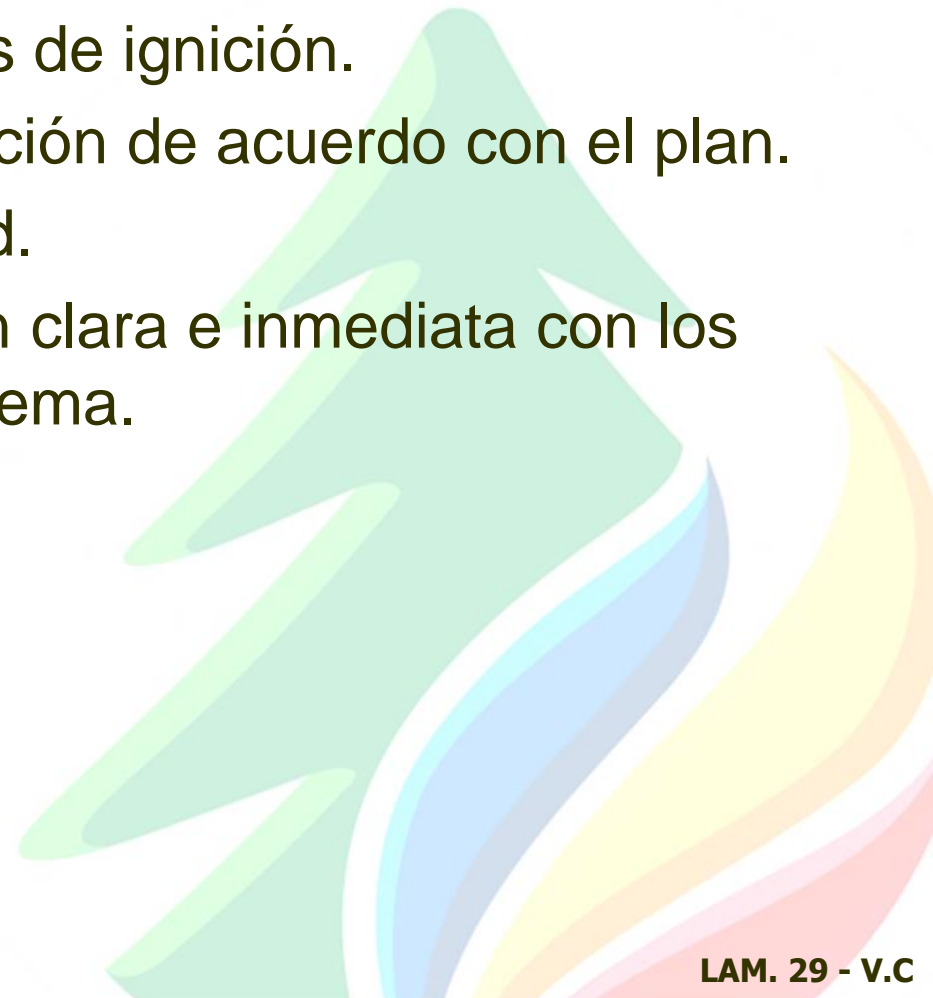 s de ignición.
ción de acuerdo con el plan.
d.
n clara e inmediata con los
ema.
LAM. 29 - V.C